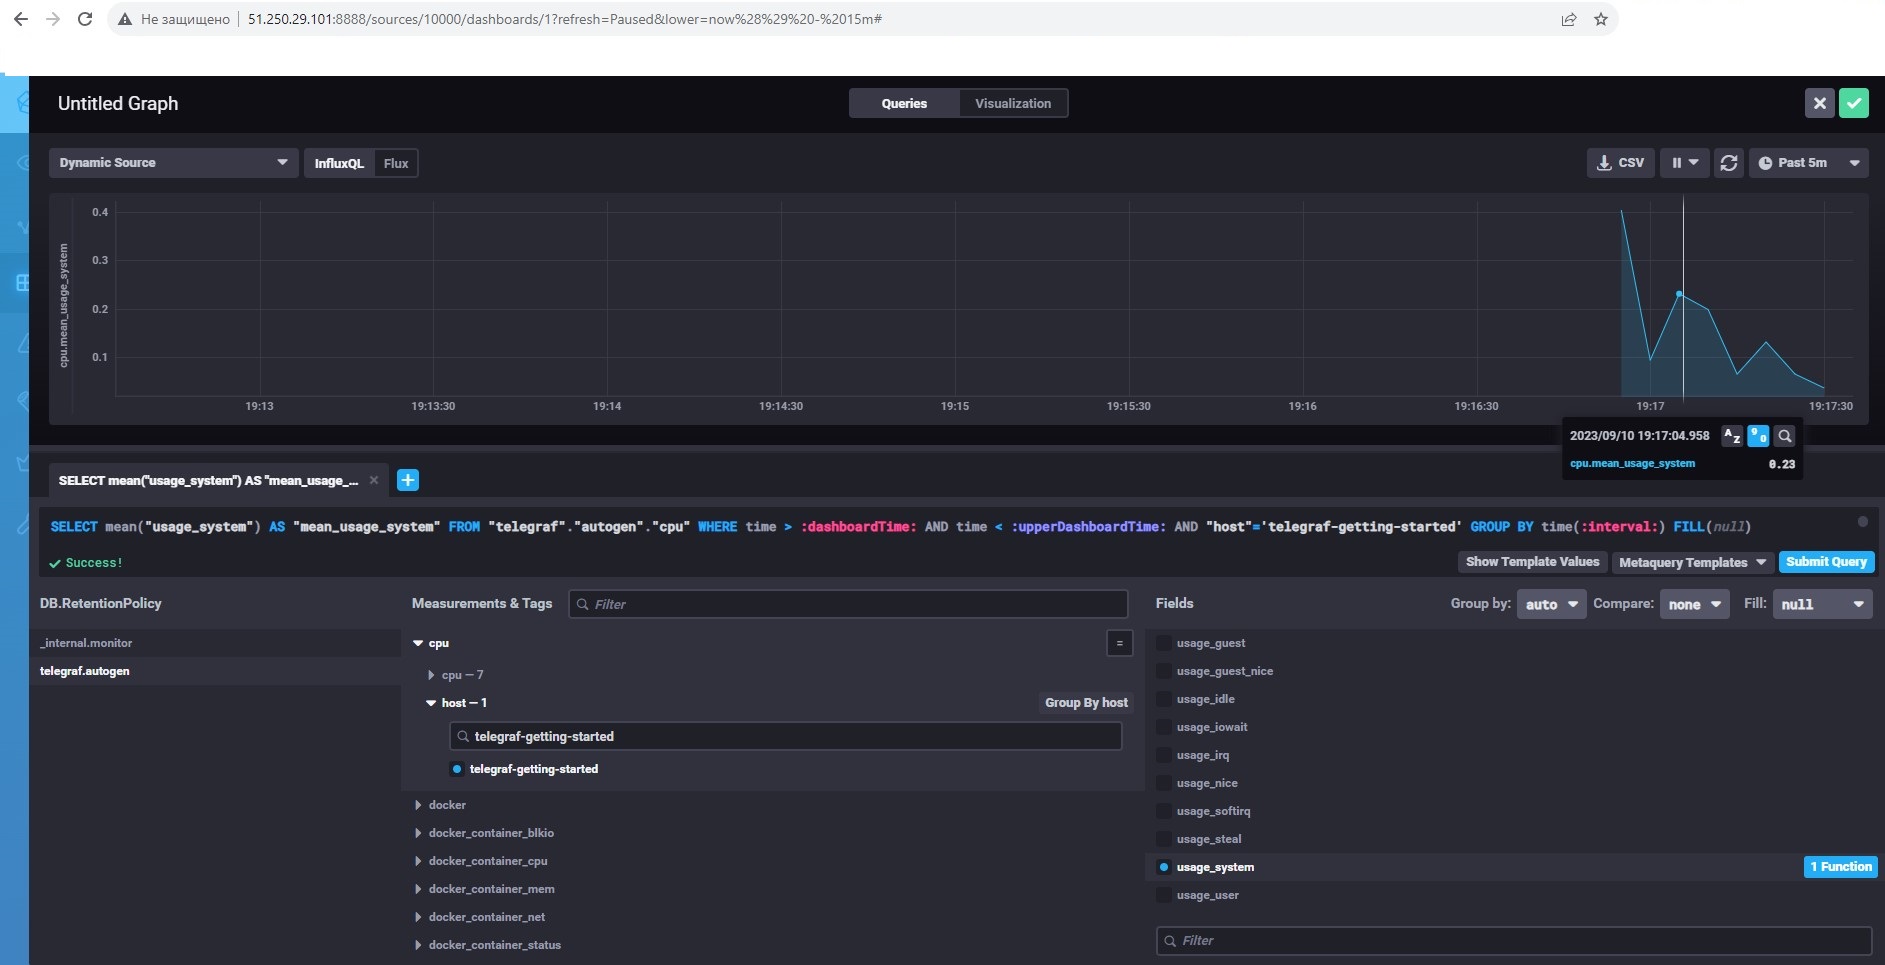 Не защищено 51.250.29.101:8888/sources/10000/dashboards/1?refresh=Paused&lower=now%28%29%20-%2015m#
Untitled Graph
Queries Visualization
Dynamic Source InfluxQL Flux CSV Past 5m
cpu.mean_usage_system
0.4
0.3
0.2
0.1
19:13 19:13:30 19:14 19:14:30 19:15 19:15:30 19:16 19:16:30 19:17 19:17:30
2023/09/10 19:17:04.958 AZ 90
cpu.mean_usage_system 0.23
SELECT mean("usage_system") AS "mean_usage_... × +
SELECT mean("usage_system") AS "mean_usage_system" FROM "telegraf"."autogen"."cpu" WHERE time > :dashboardTime: AND time < :upperDashboardTime: AND "host"='telegraf-getting-started' GROUP BY time(:interval:) FILL(null)
Success!
Show Template Values Metaquery Templates Submit Query
DB.RetentionPolicy
_internal.monitor
telegraf.autogen
Measurements & Tags Filter
cpu =
cpu — 7
host — 1 Group By host
telegraf-getting-started
telegraf-getting-started
docker
docker_container_blkio
docker_container_cpu
docker_container_mem
docker_container_net
docker_container_status
Fields Group by: auto Compare: none Fill: null
usage_guest
usage_guest_nice
usage_idle
usage_iowait
usage_irq
usage_nice
usage_softirq
usage_steal
usage_system 1 Function
usage_user
Filter